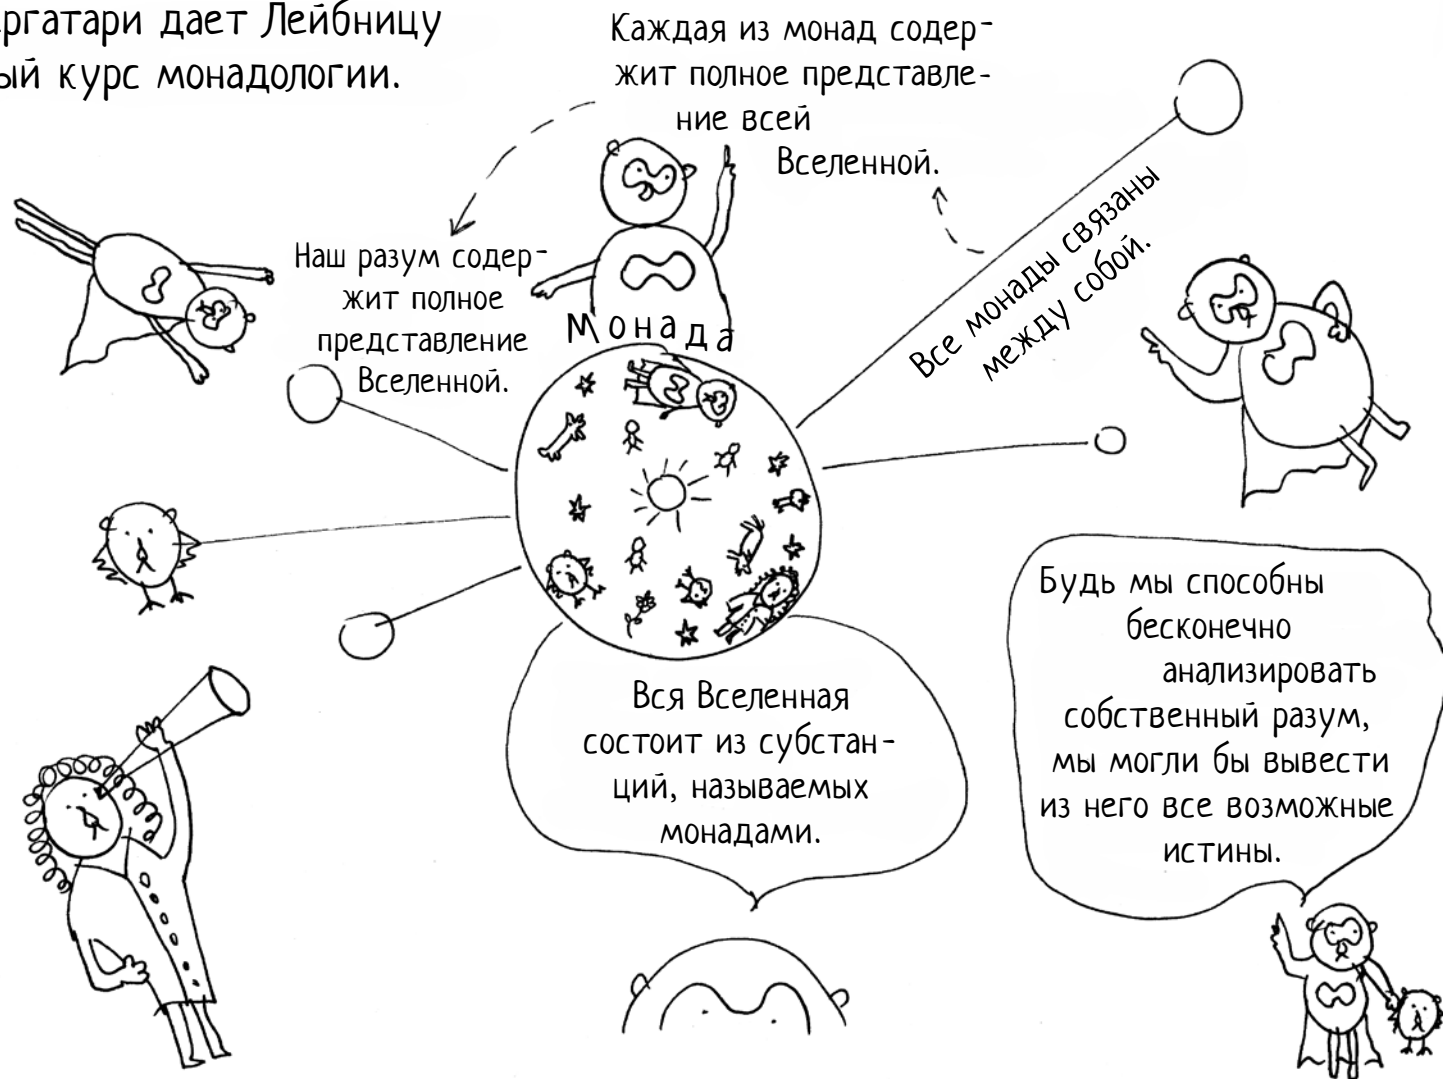 дает Лейбницу
курс монадологии.
Каждая из монад содер-
жит полное представле-
ние всей
Вселенной.
Наш разум содер-
жит полное
представление
Вселенной.
Монада
Все монады связаны
между собой.
Вся Вселенная
состоит из субстан-
ций, называемых
монадами.
Будь мы способны
бесконечно
анализировать
собственный разум,
мы могли бы вывести
из него все возможные
истины.